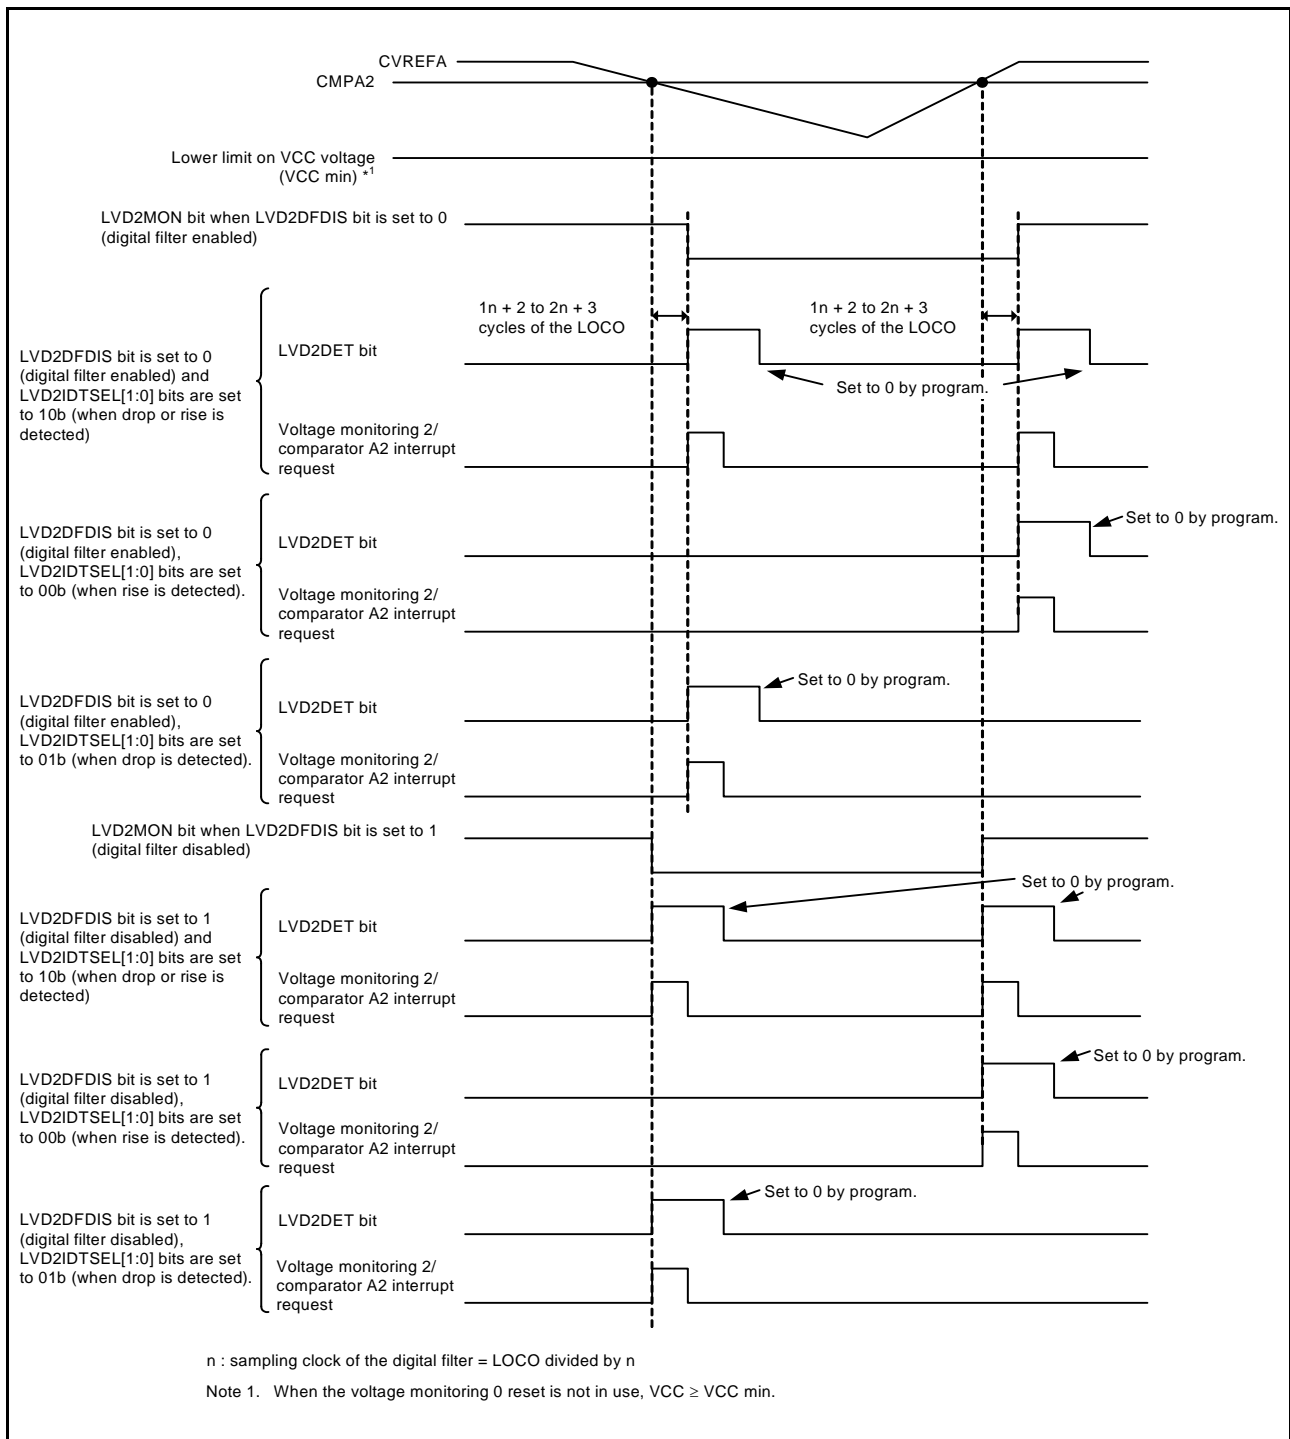 CVREFA
CMPA2
Lower limit on VCC voltage
(VCC min) *1
LVD2MON bit when LVD2DFDIS bit is set to 0
(digital filter enabled)
1n + 2 to 2n + 3
cycles of the LOCO
1n + 2 to 2n + 3
cycles of the LOCO
LVD2DFDIS bit is set to 0
(digital filter enabled) and
LVD2IDTSEL[1:0] bits are set
to 10b (when drop or rise is
detected)
LVD2DET bit
Set to 0 by program.
Voltage monitoring 2/
comparator A2 interrupt
request
LVD2DFDIS bit is set to 0
(digital filter enabled),
LVD2IDTSEL[1:0] bits are set
to 00b (when rise is detected).
LVD2DET bit
Set to 0 by program.
Voltage monitoring 2/
comparator A2 interrupt
request
LVD2DFDIS bit is set to 0
(digital filter enabled),
LVD2IDTSEL[1:0] bits are set
to 01b (when drop is detected).
LVD2DET bit
Set to 0 by program.
Voltage monitoring 2/
comparator A2 interrupt
request
LVD2MON bit when LVD2DFDIS bit is set to 1
(digital filter disabled)
Set to 0 by program.
LVD2DFDIS bit is set to 1
(digital filter disabled) and
LVD2IDTSEL[1:0] bits are set
to 10b (when drop or rise is
detected)
LVD2DET bit
Voltage monitoring 2/
comparator A2 interrupt
request
LVD2DFDIS bit is set to 1
(digital filter disabled),
LVD2IDTSEL[1:0] bits are set
to 00b (when rise is detected).
LVD2DET bit
Set to 0 by program.
Voltage monitoring 2/
comparator A2 interrupt
request
LVD2DFDIS bit is set to 1
(digital filter disabled),
LVD2IDTSEL[1:0] bits are set
to 01b (when drop is detected).
LVD2DET bit
Set to 0 by program.
Voltage monitoring 2/
comparator A2 interrupt
request
n : sampling clock of the digital filter = LOCO divided by n
Note 1. When the voltage monitoring 0 reset is not in use, VCC ≥ VCC min.